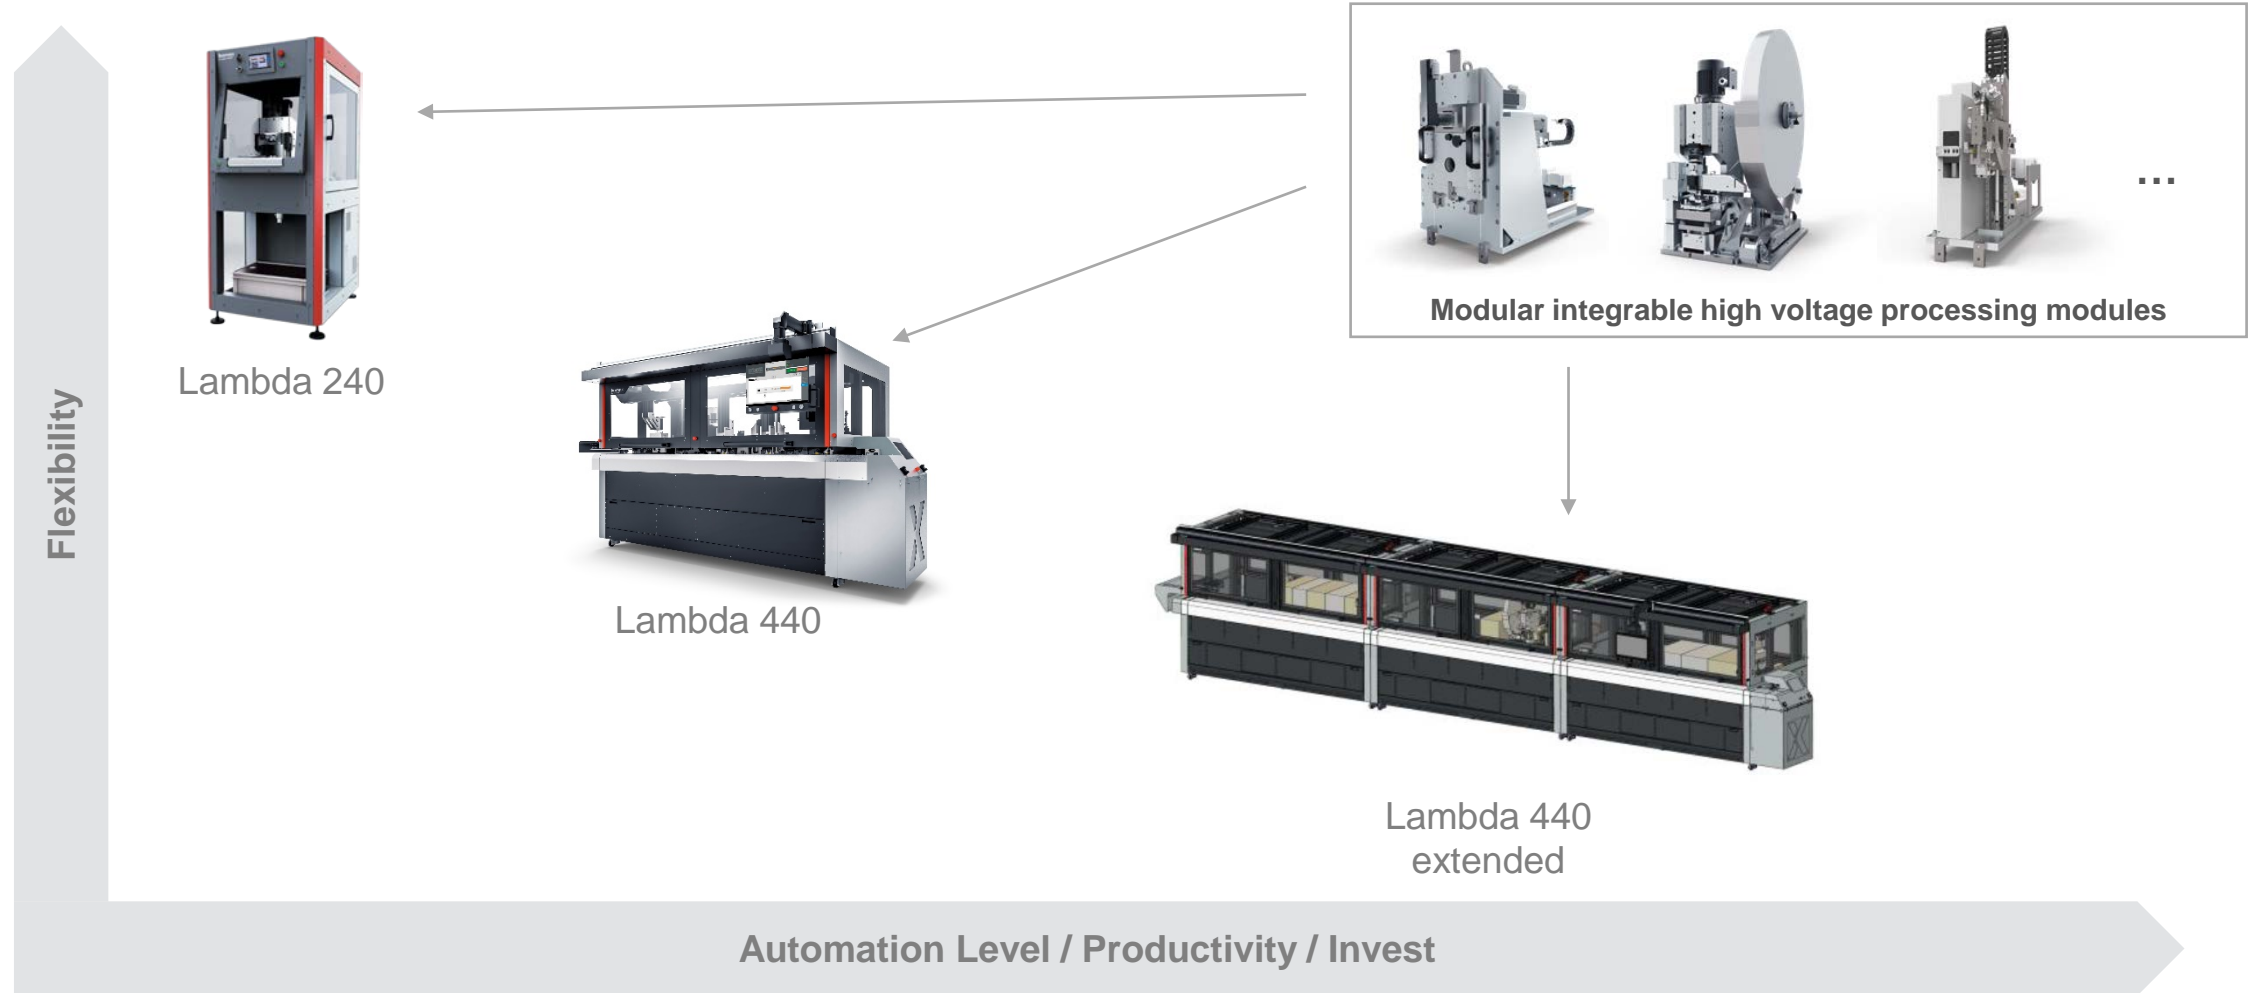 ...
Modular integrable high voltage processing modules
Lambda 240
Flexibility
Lambda 440
Lambda 440
extended
Automation Level / Productivity / Invest